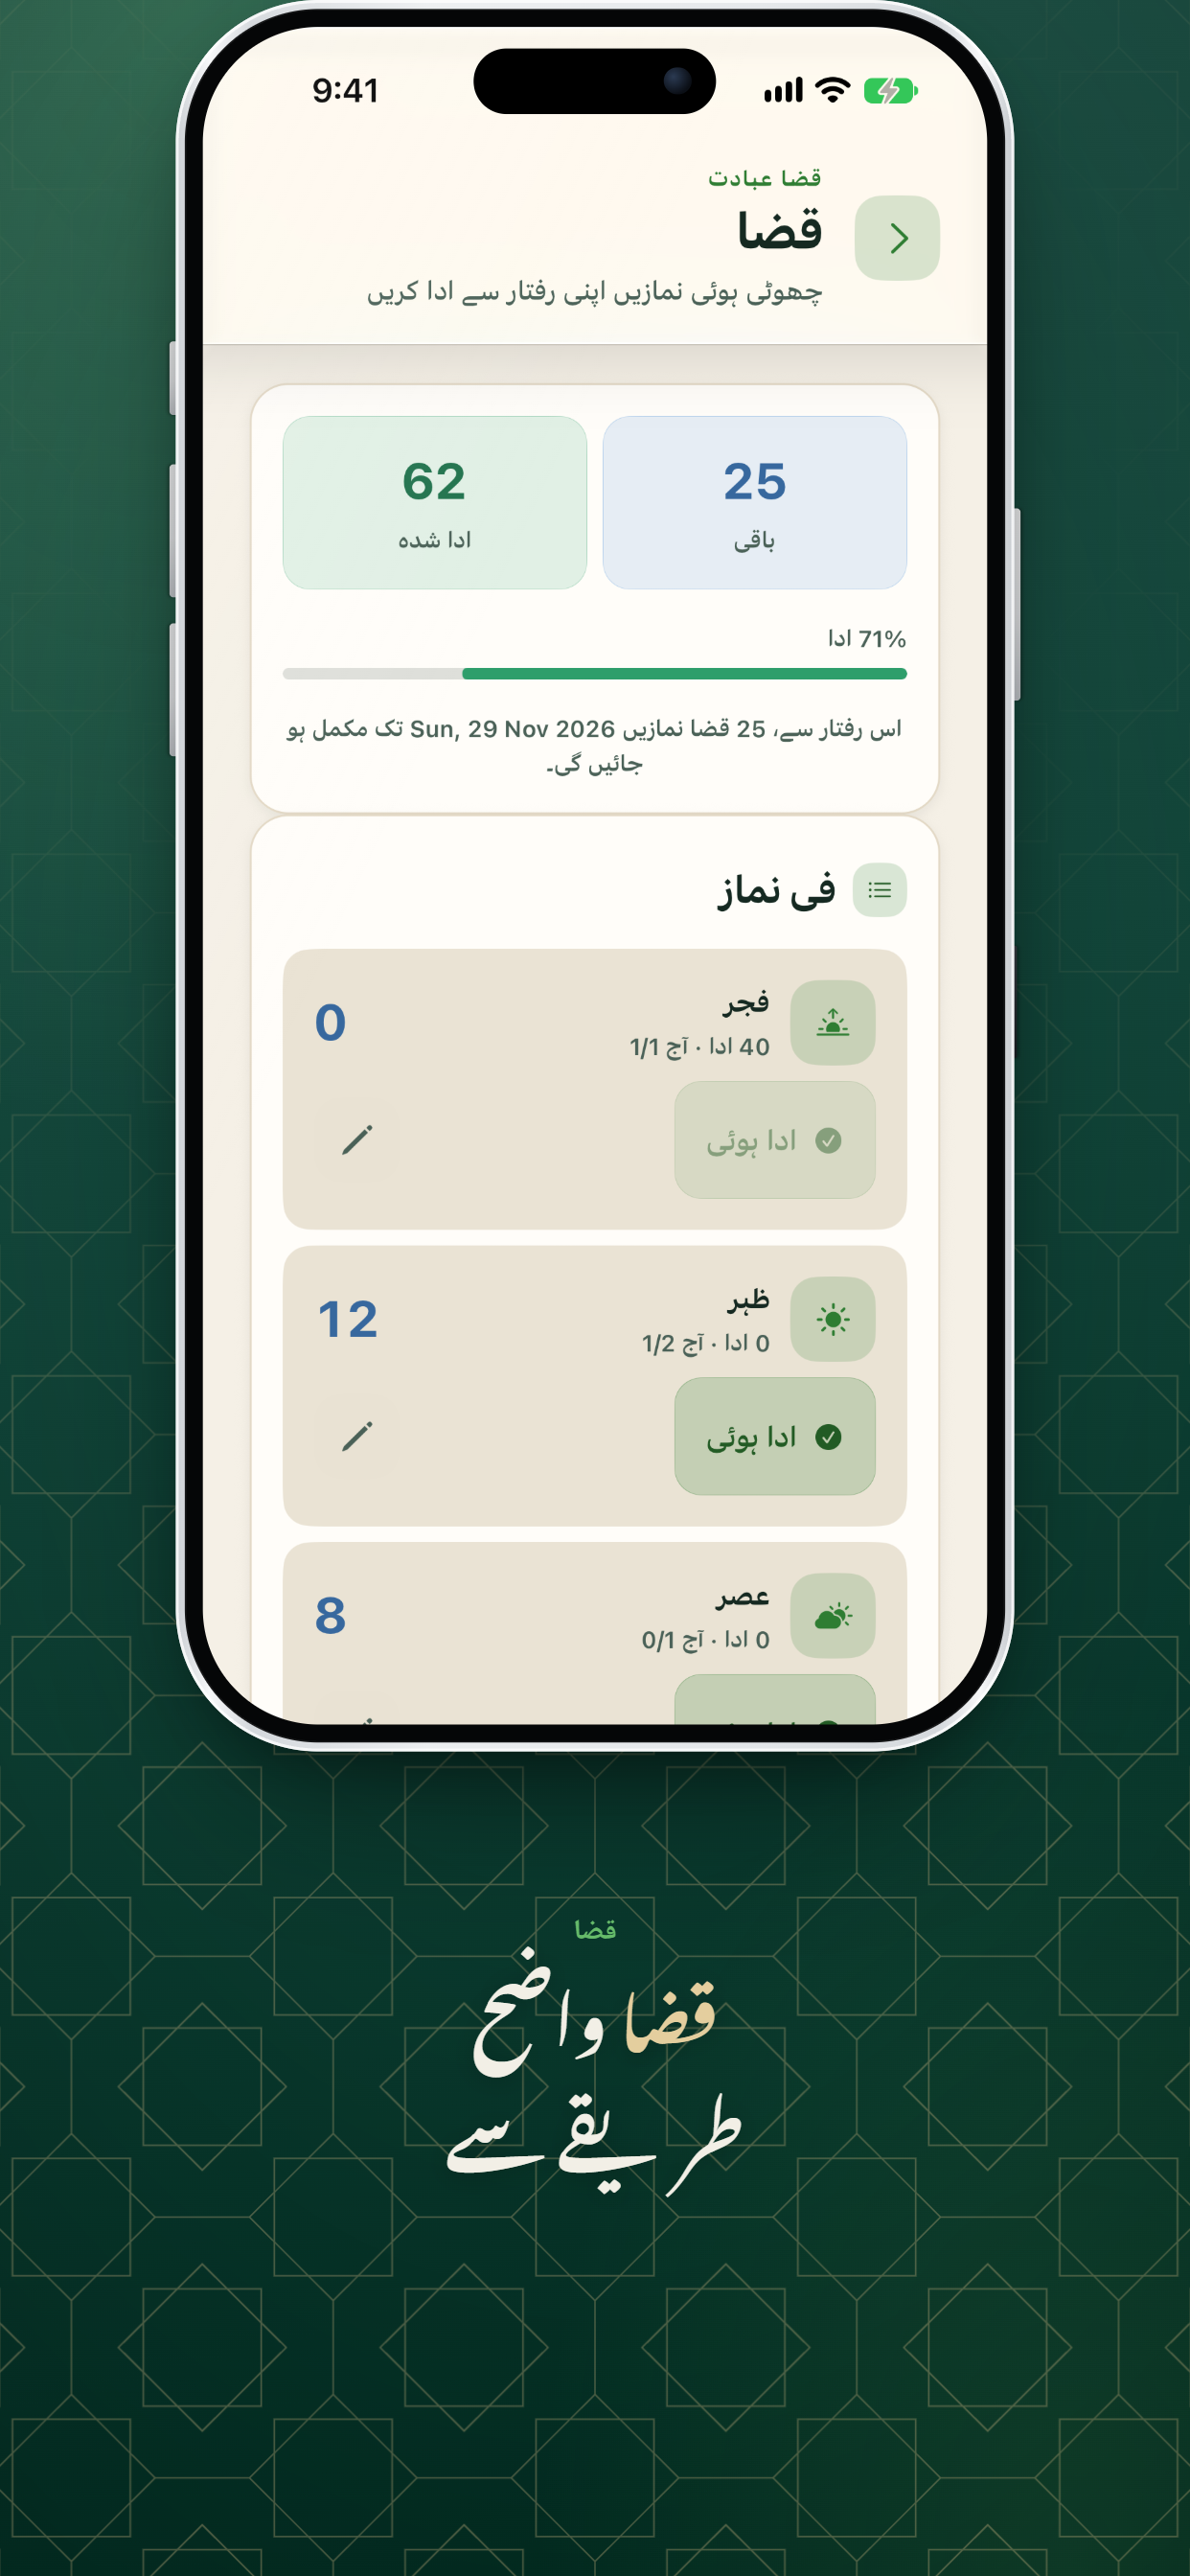 9:41
قضا عبادت
قضا
چھوٹی ہوئی نمازیں اپنی رفتار سے ادا کریں
25
باقی
62
ادا شدہ
71% ادا
اس رفتار سے، 25 قضا نمازیں Sun, 29 Nov 2026 تک مکمل ہو
جائیں گی۔
فی نماز
فجر
40 ادا · آج 1/1
0
ادا ہوئی
ظہر
0 ادا · آج 1/2
12
ادا ہوئی
عصر
0 ادا · آج 0/1
8
قضا
قضا واضح
طریقے سے